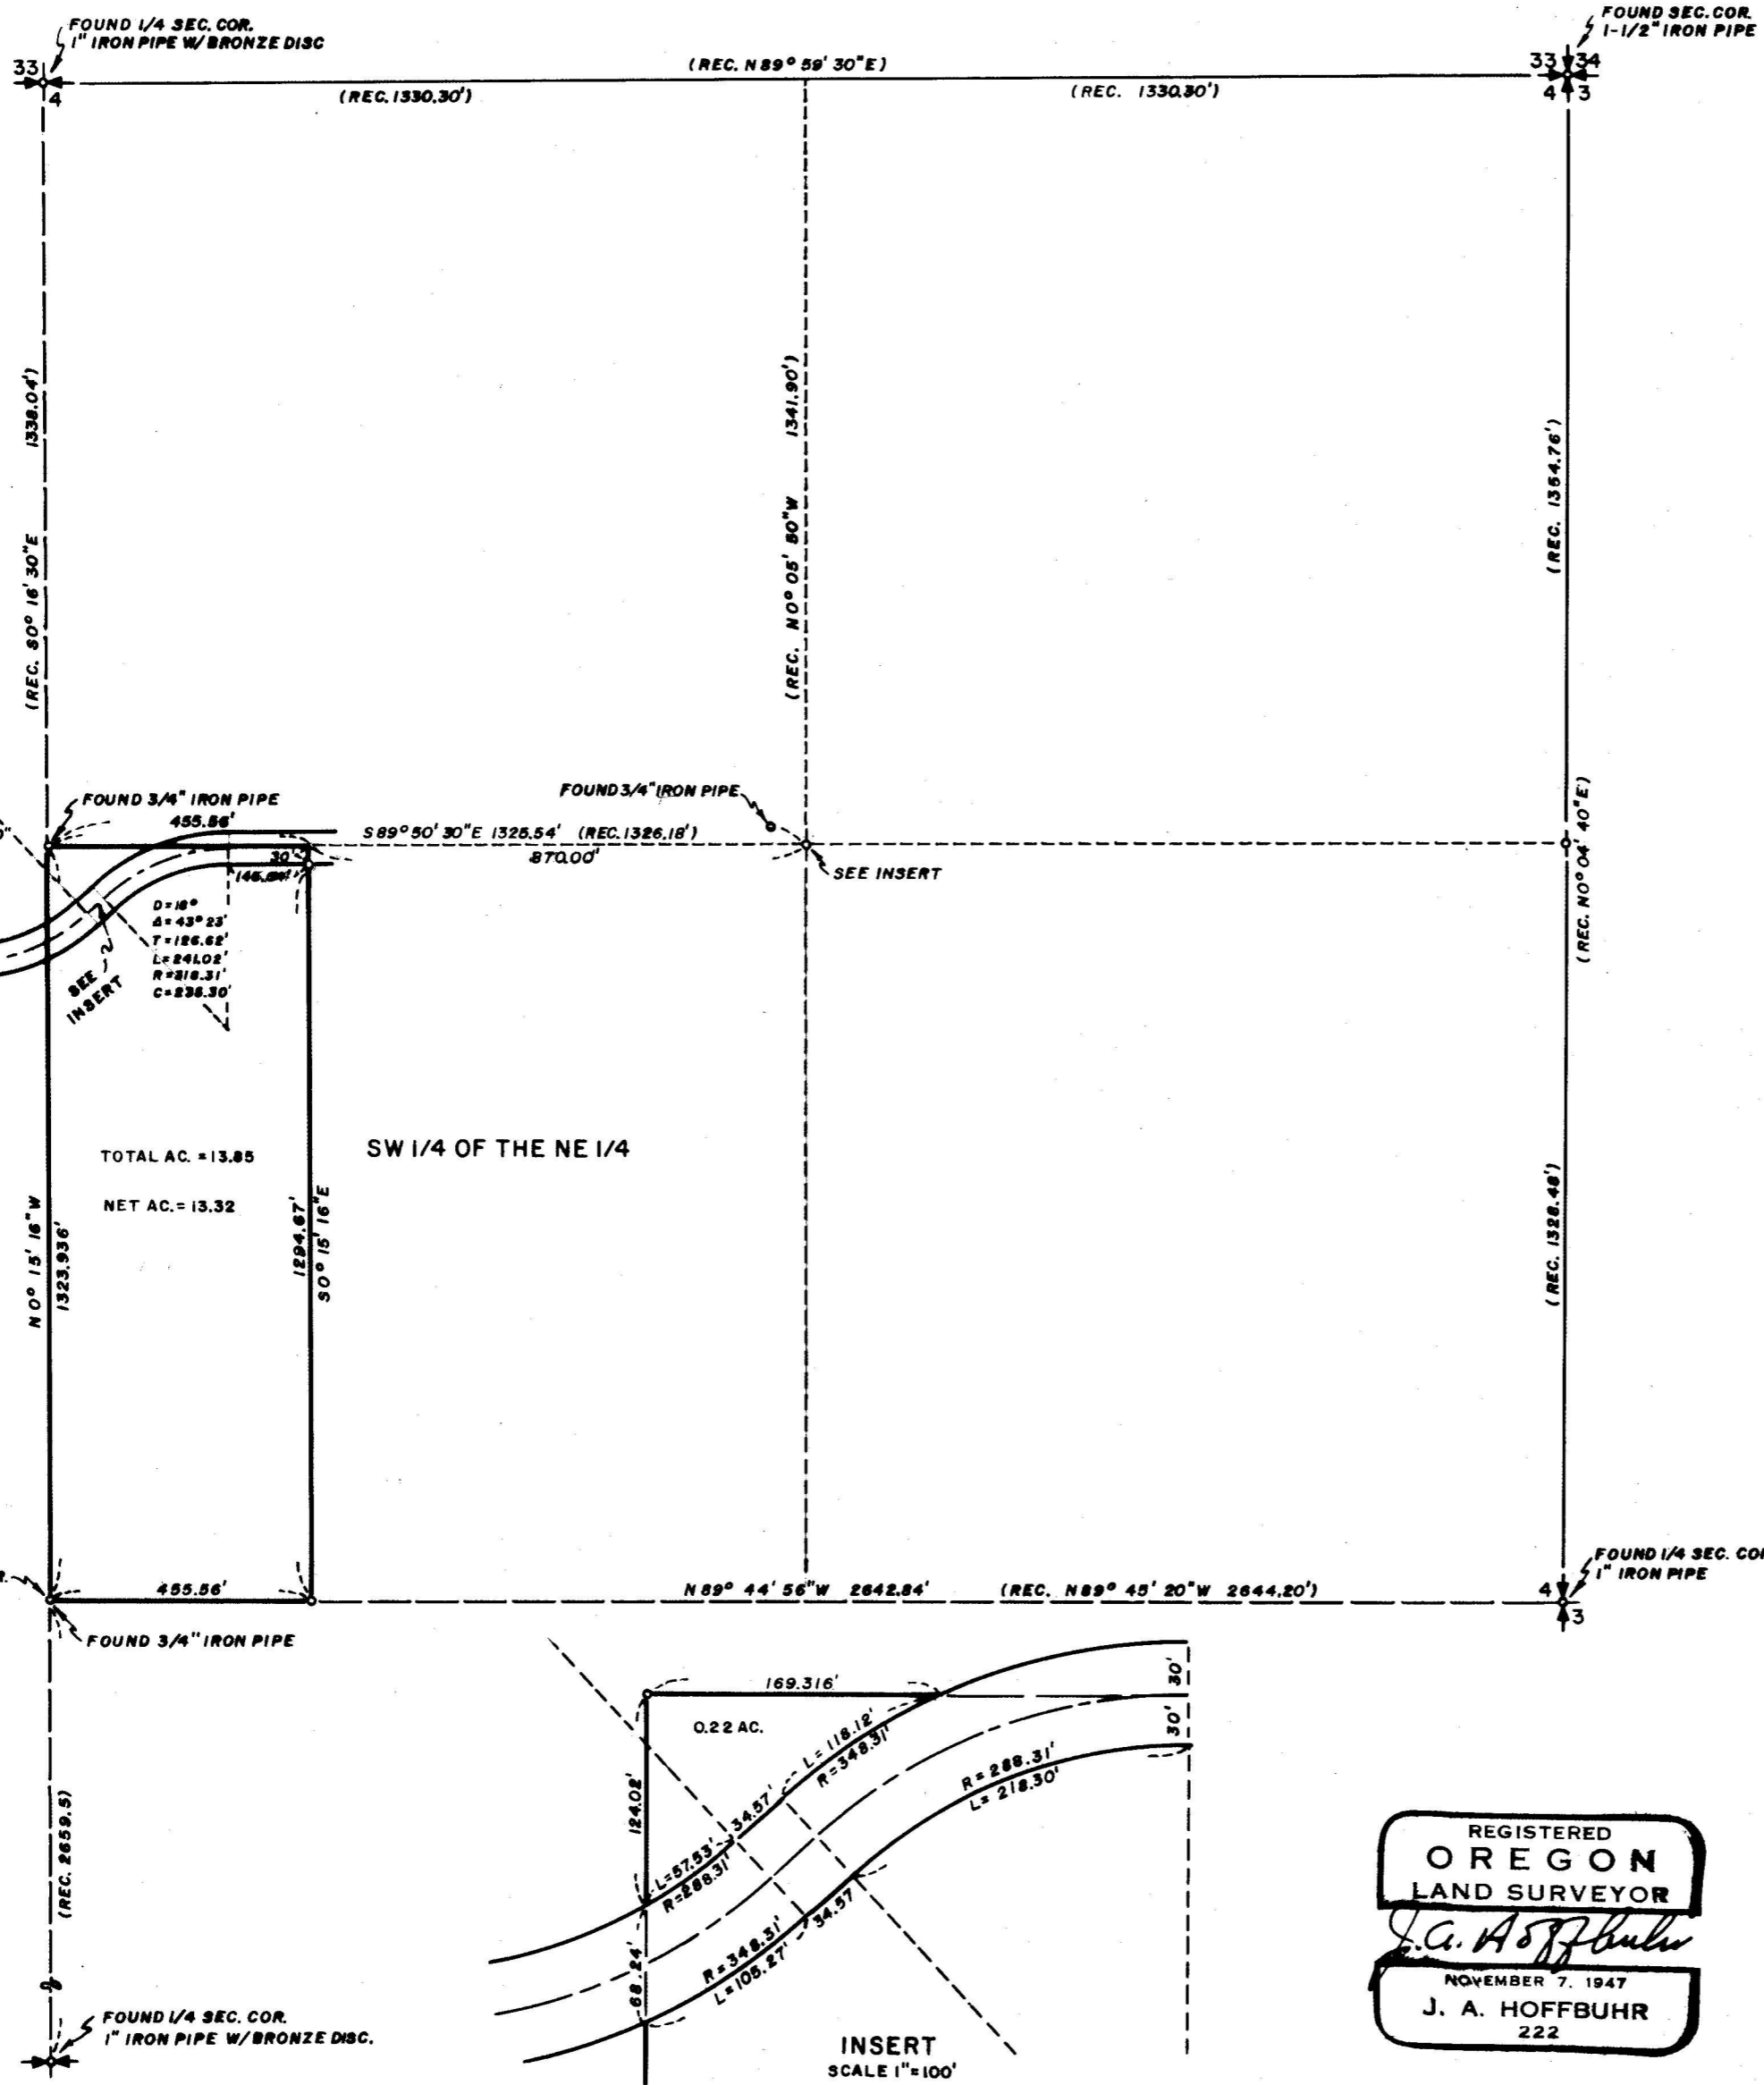 FOUND 1/4 SEC. COR.
1" IRON PIPE W/ BRONZE DISC
FOUND SEC. COR.
1-1/2" IRON PIPE
33
4
(REC. N 89° 59' 30" E)
33 34
4 3
(REC. 1330.30')
(REC. 1330.30')
(REC. S0° 16' 30" E 1338.04')
(REC. N0° 05' 50" W 1341.90')
(REC. 1354.76')
(REC. N0° 04' 40" E)
FOUND 3/4" IRON PIPE
455.56'
FOUND 3/4" IRON PIPE
S 89° 50' 30" E 1325.54' (REC. 1326.18')
870.00'
SEE INSERT
30'
D = 18°
Δ = 43° 23'
T = 126.62'
L = 241.02'
R = 318.31'
C = 235.30'
SEE
INSERT
TOTAL AC. = 13.85
NET AC. = 13.32
SW 1/4 OF THE NE 1/4
N 0° 15' 16" W
1323.936'
1294.67'
S0° 15' 16" E
(REC. 1328.48')
455.56'
N 89° 44' 56" W 2642.84'
(REC. N 89° 45' 20" W 2644.20')
FOUND 1/4 SEC. CO
1" IRON PIPE
4
3
FOUND 3/4" IRON PIPE
(REC. 2659.5)
FOUND 1/4 SEC. COR.
1" IRON PIPE W/ BRONZE DISC.
169.316'
0.22 AC.
124.02'
68.24'
L = 57.53'
R = 288.31'
34.57'
L = 118.12'
R = 348.31'
30'
30'
R = 288.31'
L = 218.30'
34.57
R = 348.31'
L = 105.27'
INSERT
SCALE 1" = 100'
REGISTERED
OREGON
LAND SURVEYOR
J. A. Hoffbuhr
NOVEMBER 7. 1947
J. A. HOFFBUHR
222